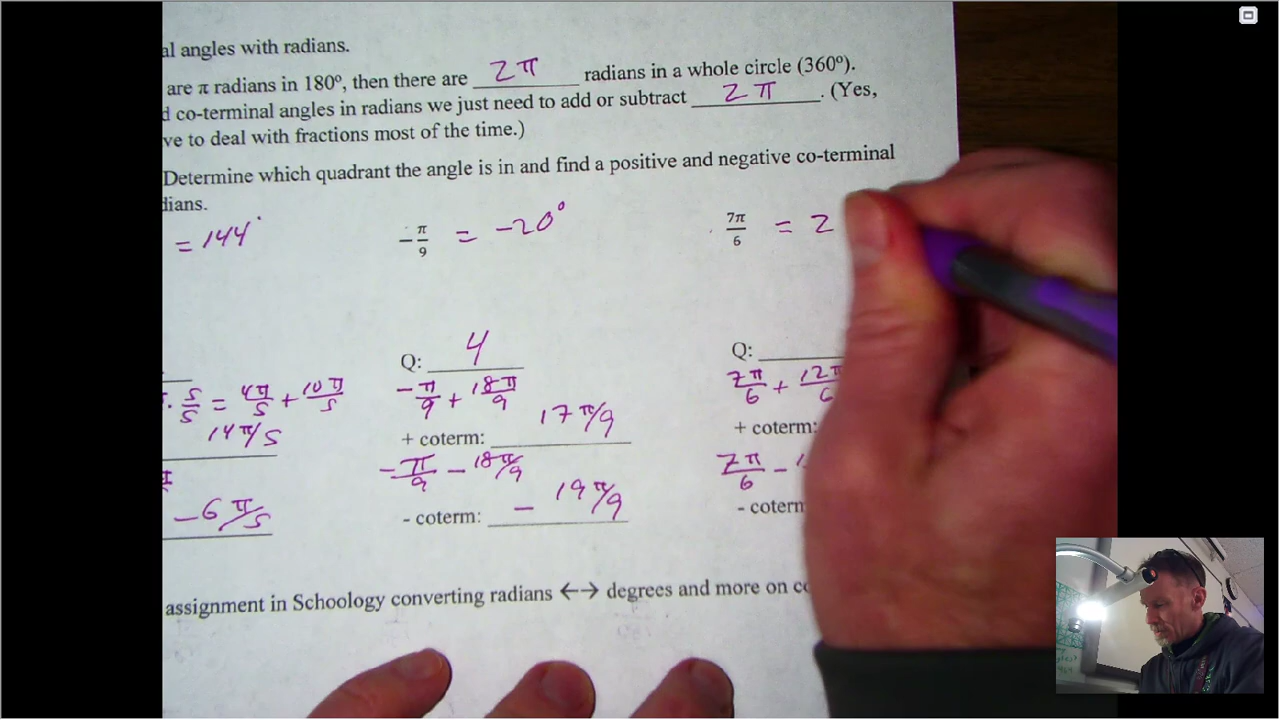 al angles with radians.
are π radians in 180º, then there are 2π radians in a whole circle (360º).
d co-terminal angles in radians we just need to add or subtract 2π. (Yes,
ve to deal with fractions most of the time.)
Determine which quadrant the angle is in and find a positive and negative co-terminal
dians.
= 144° -π/9 = -20° 7π/6 = 2
Q: 4 Q:
· 5/5 = 4π/5 + 10π/5 -π/9 + 18π/9 7π/6 + 12π/6
14π/5 + coterm: 17π/9 + coterm:
-π/9 - 18π/9 7π/6 -
-6π/5 - coterm: -19π/9 - coterm
assignment in Schoology converting radians ←→ degrees and more on